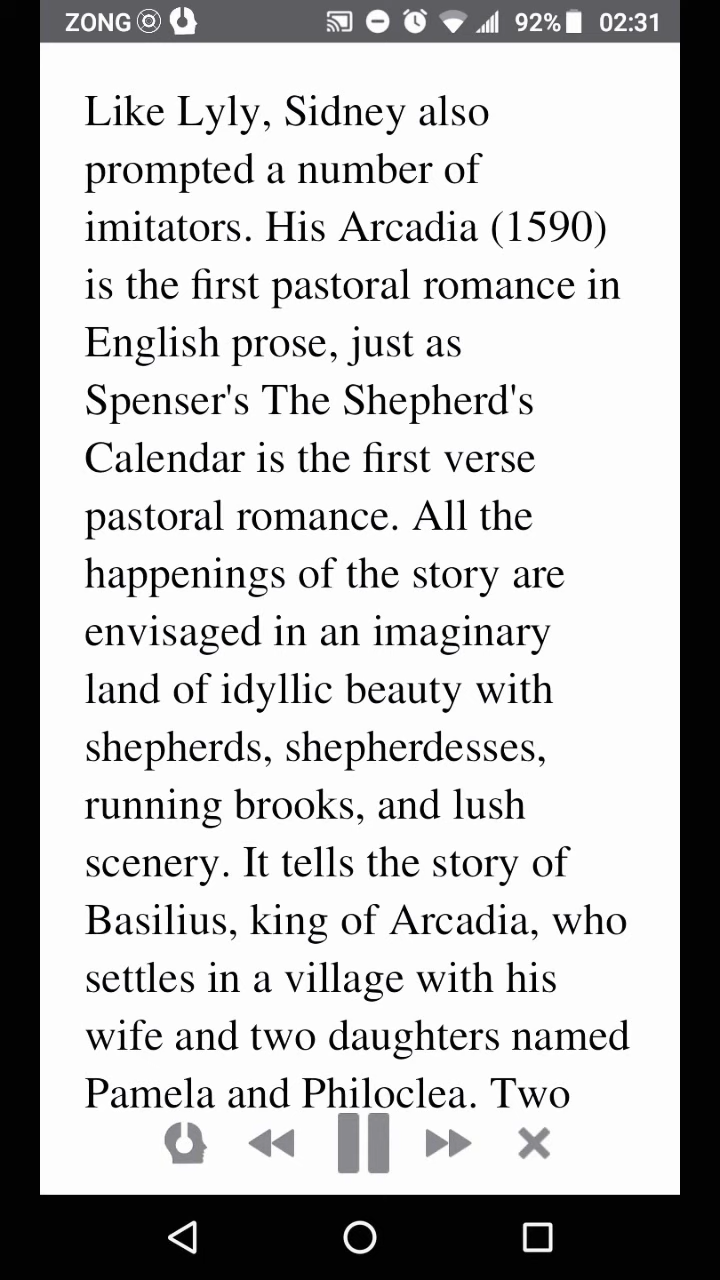 ZONG 92% 02:31
Like Lyly, Sidney also
prompted a number of
imitators. His Arcadia (1590)
is the first pastoral romance in
English prose, just as
Spenser's The Shepherd's
Calendar is the first verse
pastoral romance. All the
happenings of the story are
envisaged in an imaginary
land of idyllic beauty with
shepherds, shepherdesses,
running brooks, and lush
scenery. It tells the story of
Basilius, king of Arcadia, who
settles in a village with his
wife and two daughters named
Pamela and Philoclea. Two